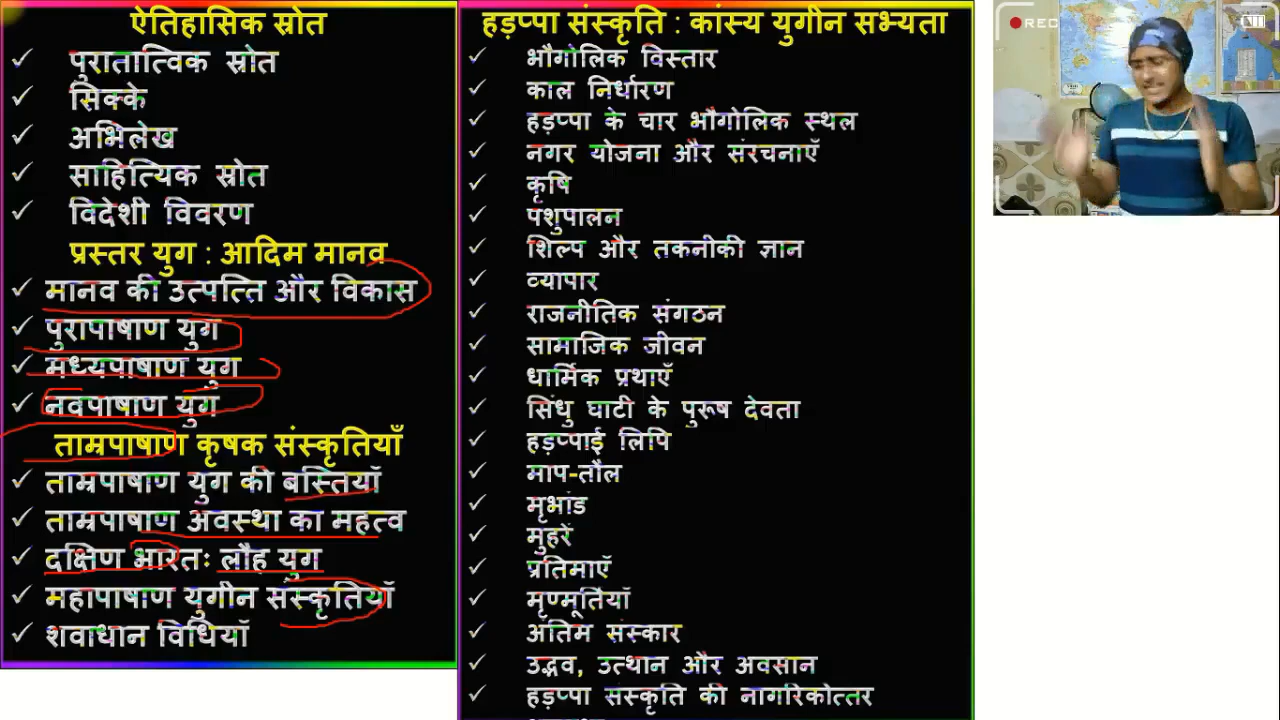 ऐतिहासिक स्रोत
✓ पुरातात्विक स्रोत
✓ सिक्के
✓ अभिलेख
✓ साहित्यिक स्रोत
✓ विदेशी विवरण
प्रस्तर युग : आदिम मानव
✓ मानव की उत्पत्ति और विकास
✓ पुरापाषाण युग
✓ मध्यपाषाण युग
✓ नवपाषाण युग
ताम्रपाषाण कृषक संस्कृतियाँ
✓ ताम्रपाषाण युग की बस्तियाँ
✓ ताम्रपाषाण अवस्था का महत्व
✓ दक्षिण भारतः लौह युग
✓ महापाषाण युगीन संस्कृतियाँ
✓ शवाधान विधियाँ
हड़प्पा संस्कृति : कांस्य युगीन सभ्यता
✓ भौगोलिक विस्तार
✓ काल निर्धारण
✓ हड़प्पा के चार भौगोलिक स्थल
✓ नगर योजना और संरचनाएँ
✓ कृषि
✓ पशुपालन
✓ शिल्प और तकनीकी ज्ञान
✓ व्यापार
✓ राजनीतिक संगठन
✓ सामाजिक जीवन
✓ धार्मिक प्रथाएँ
✓ सिंधु घाटी के पुरूष देवता
✓ हड़प्पाई लिपि
✓ माप-तौल
✓ मृभांड
✓ मुहरें
✓ प्रतिमाएँ
✓ मृण्मूर्तियाँ
✓ अंतिम संस्कार
✓ उद्भव, उत्थान और अवसान
✓ हड़प्पा संस्कृति की नागरिकोत्तर
REC